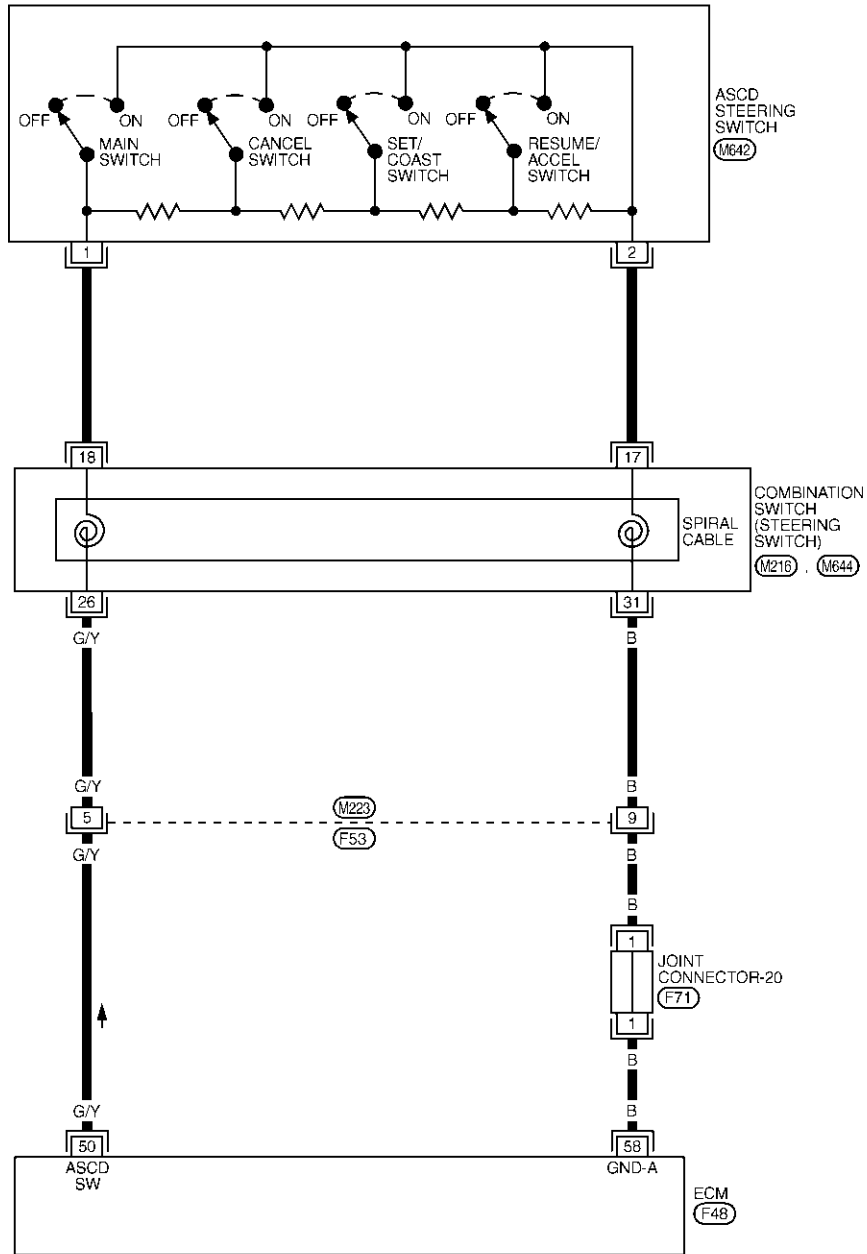 OFF ON OFF ON OFF ON OFF ON
MAIN
SWITCH
CANCEL
SWITCH
SET/
COAST
SWITCH
RESUME/
ACCEL
SWITCH
ASCD
STEERING
SWITCH
M642
1 2
18 17
SPIRAL
CABLE
COMBINATION
SWITCH
(STEERING
SWITCH)
M216 , M644
26 31
G/Y B
G/Y B
5 M223 9
F53
G/Y B
B
1
JOINT
CONNECTOR-20
F71
1
B
G/Y B
50 58
ASCD
SW
GND-A
ECM
F48